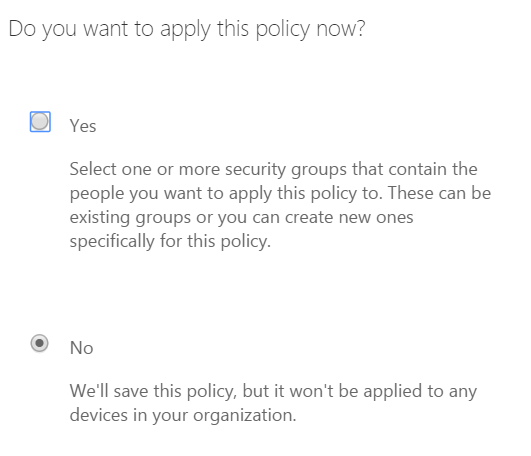 Do you want to apply this policy now?
Yes
Select one or more security groups that contain the
people you want to apply this policy to. These can be
existing groups or you can create new ones
specifically for this policy.
No
We'll save this policy, but it won't be applied to any
devices in your organization.